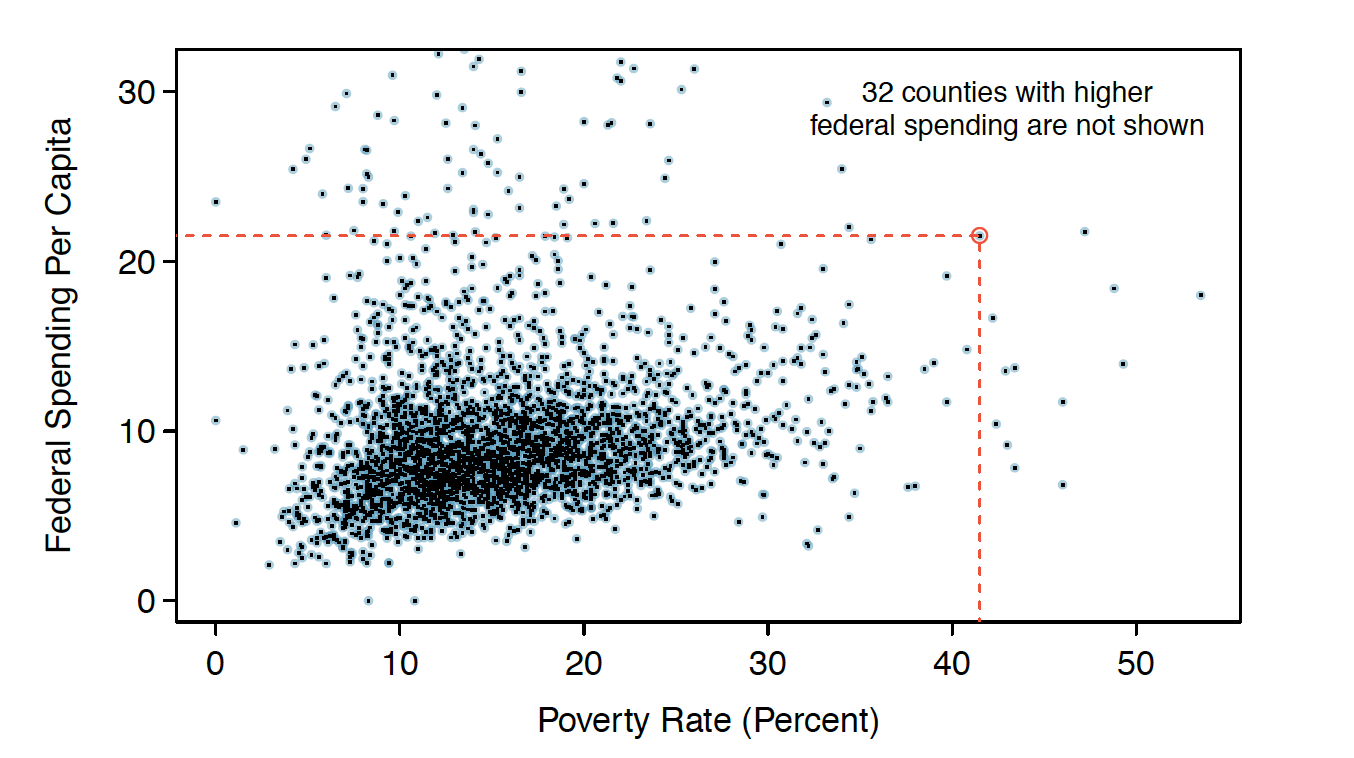 32 counties with higher
federal spending are not shown
Federal Spending Per Capita
30
20
10
0
0 10 20 30 40 50
Poverty Rate (Percent)